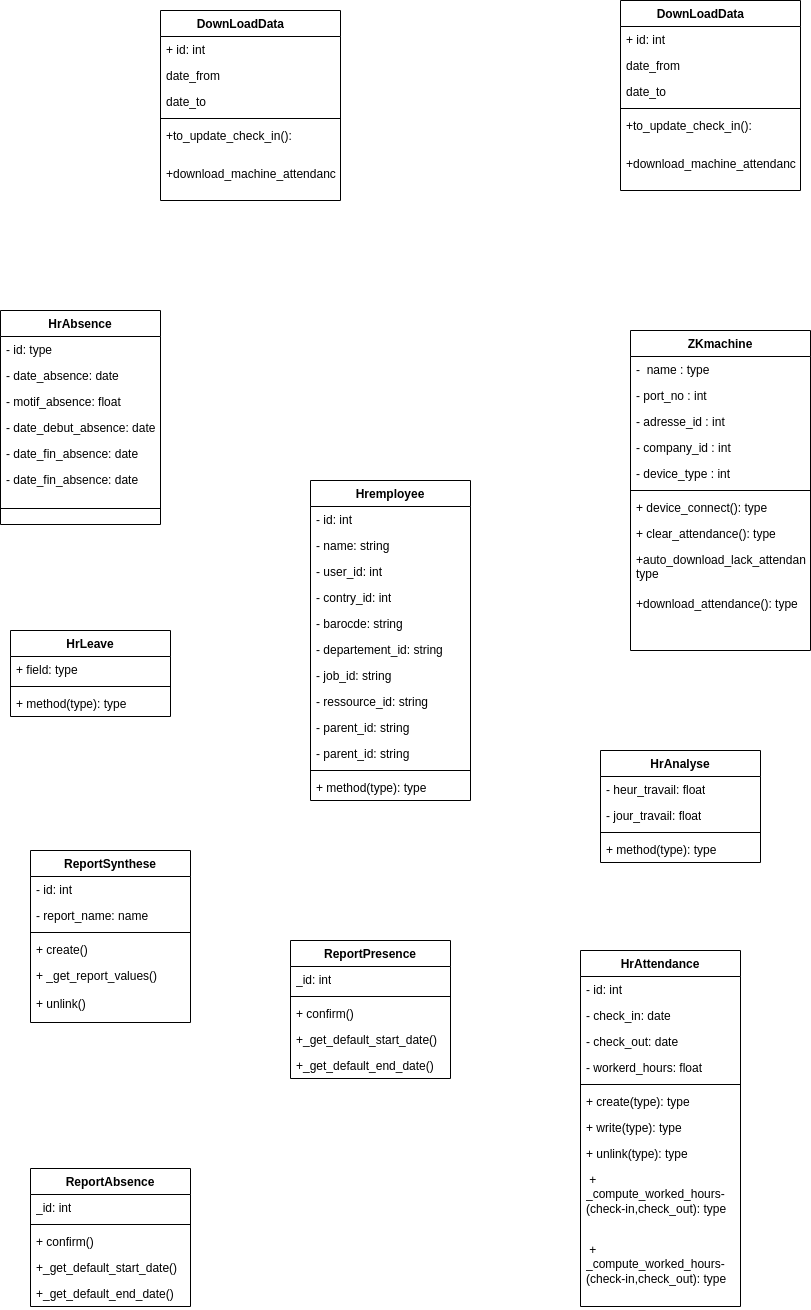 DownLoadData
+ id: int
date_from
date_to
+to_update_check_in():
+download_machine_attendanc
DownLoadData
+ id: int
date_from
date_to
+to_update_check_in():
+download_machine_attendanc
HrAbsence
- id: type
- date_absence: date
- motif_absence: float
- date_debut_absence: date
- date_fin_absence: date
- date_fin_absence: date
ZKmachine
-  name : type
- port_no : int
- adresse_id : int
- company_id : int
- device_type : int
+ device_connect(): type
+ clear_attendance(): type
+auto_download_lack_attendan
type
+download_attendance(): type
Hremployee
- id: int
- name: string
- user_id: int
- contry_id: int
- barocde: string
- departement_id: string
- job_id: string
- ressource_id: string
- parent_id: string
- parent_id: string
+ method(type): type
HrLeave
+ field: type
+ method(type): type
HrAnalyse
- heur_travail: float
- jour_travail: float
+ method(type): type
ReportSynthese
- id: int
- report_name: name
+ create()
+ _get_report_values()
+ unlink()
ReportPresence
_id: int
+ confirm()
+_get_default_start_date()
+_get_default_end_date()
HrAttendance
- id: int
- check_in: date
- check_out: date
- workerd_hours: float
+ create(type): type
+ write(type): type
+ unlink(type): type
+
_compute_worked_hours-
(check-in,check_out): type
+
_compute_worked_hours-
(check-in,check_out): type
ReportAbsence
_id: int
+ confirm()
+_get_default_start_date()
+_get_default_end_date()